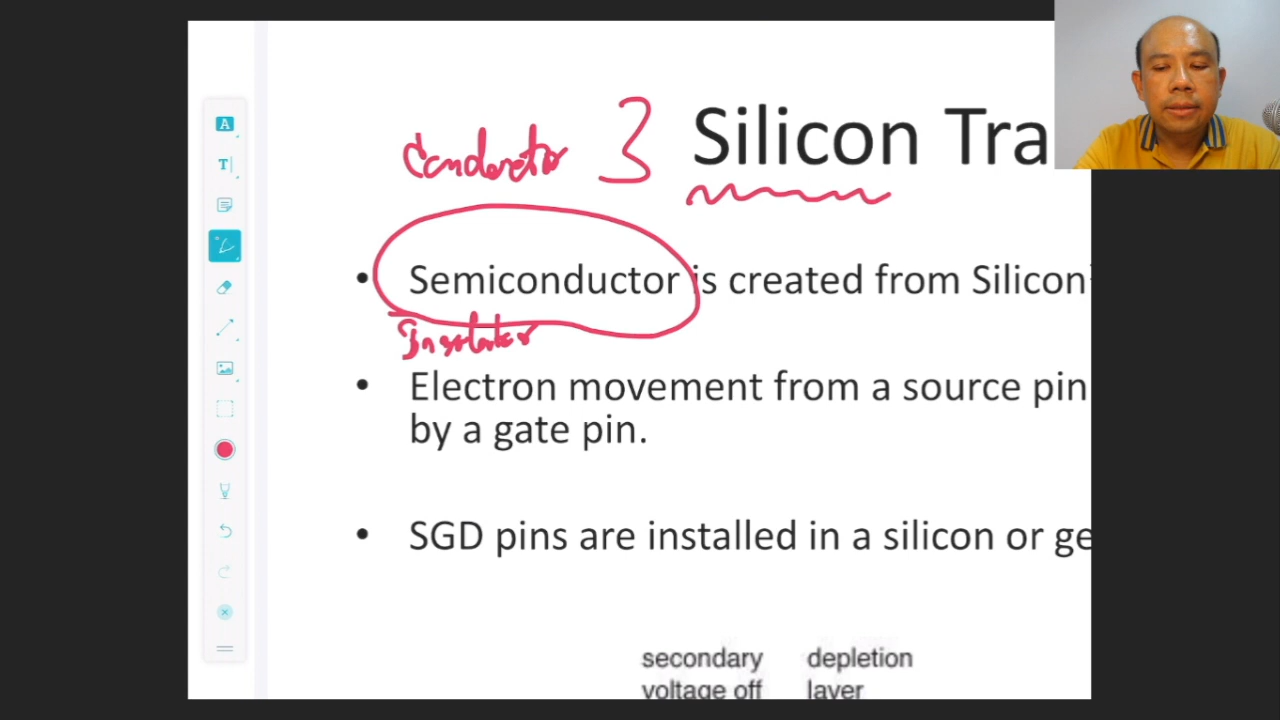 Conductor 3 Silicon Tra
• Semiconductor is created from Silicon
Insulator
• Electron movement from a source pin
by a gate pin.
• SGD pins are installed in a silicon or ge
secondary depletion
voltage off layer
A
T